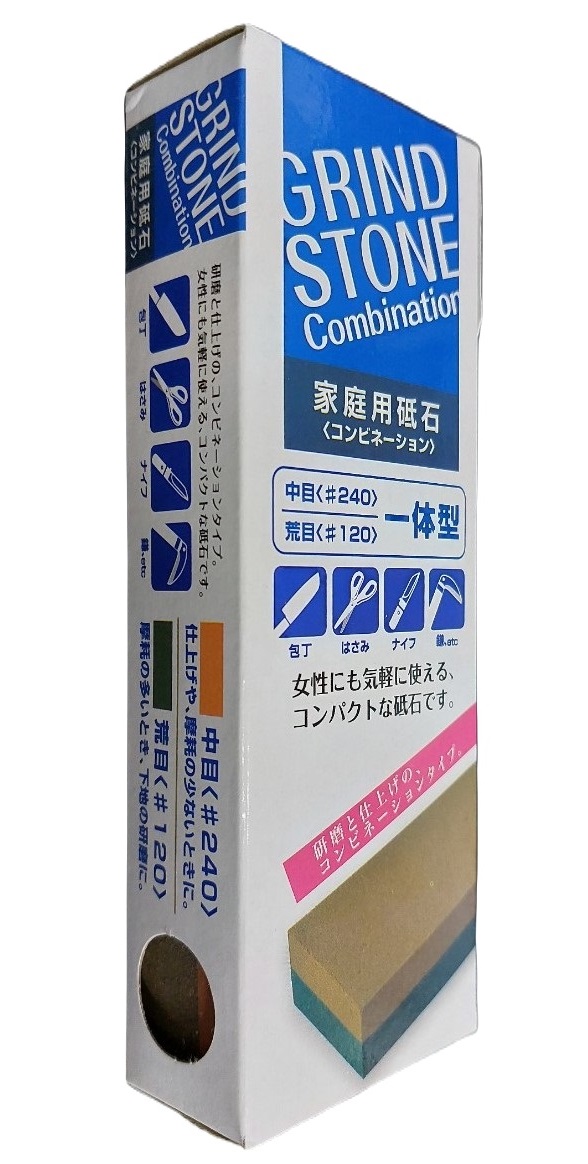 GRIND
STONE
Combination
家庭用砥石
〈コンビネーション〉
中目〈♯240〉
荒目〈♯120〉
一体型
包丁
はさみ
ナイフ
鎌、etc
女性にも気軽に使える、
コンパクトな砥石です。
研磨と仕上げの
コンビネーションタイプ。
GRIND
STONE
Combination
家庭用砥石
〈コンビネーション〉
研磨と仕上げの、コンビネーションタイプ。
女性にも気軽に使える、コンパクトな砥石です。
包丁
はさみ
ナイフ
鎌、etc
中目〈♯240〉
仕上げや、摩耗の少ないときに。
荒目〈♯120〉
摩耗の多いとき、下地の研磨に。